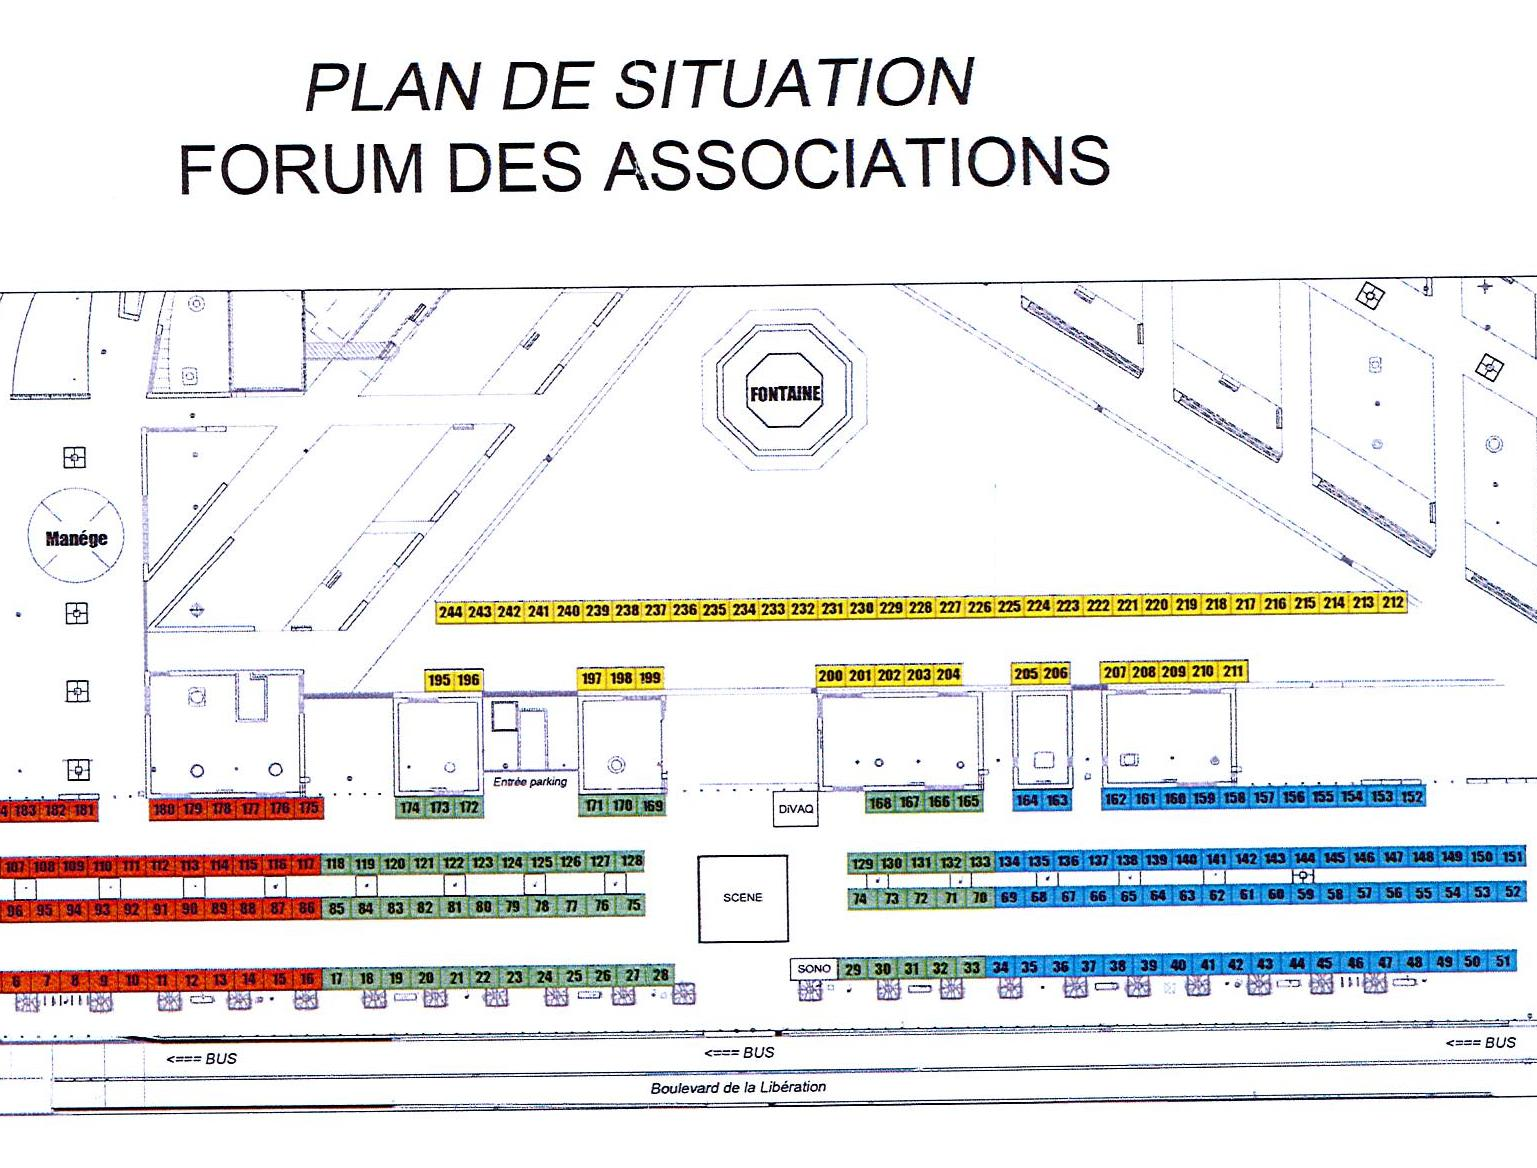 PLAN DE SITUATION
FORUM DES ASSOCIATIONS
FONTAINE
Manége
244 243 242 241 240 239 238 237 236 235 234 233 232 231 230 229 228 227 226 225 224 223 222 221 220 219 218 217 216 215 214 213 212
195 196 197 198 199 200 201 202 203 204 205 206 207 208 209 210 211
Entrée parking
183 182 181 180 179 178 177 176 175 174 173 172 171 170 169 DiVAQ 168 167 166 165 164 163 162 161 160 159 158 157 156 155 154 153 152
107 108 109 110 111 112 113 114 115 116 117 118 119 120 121 122 123 124 125 126 127 128 129 130 131 132 133 134 135 136 137 138 139 140 141 142 143 144 145 146 147 148 149 150 151
SCENE
96 95 94 93 92 91 90 89 88 87 86 85 84 83 82 81 80 79 78 77 76 75 74 73 72 71 70 69 68 67 66 65 64 63 62 61 60 59 58 57 56 55 54 53 52
6 7 8 9 10 11 12 13 14 15 16 17 18 19 20 21 22 23 24 25 26 27 28 SONO 29 30 31 32 33 34 35 36 37 38 39 40 41 42 43 44 45 46 47 48 49 50 51
<=== BUS <=== BUS <=== BUS
Boulevard de la Libération